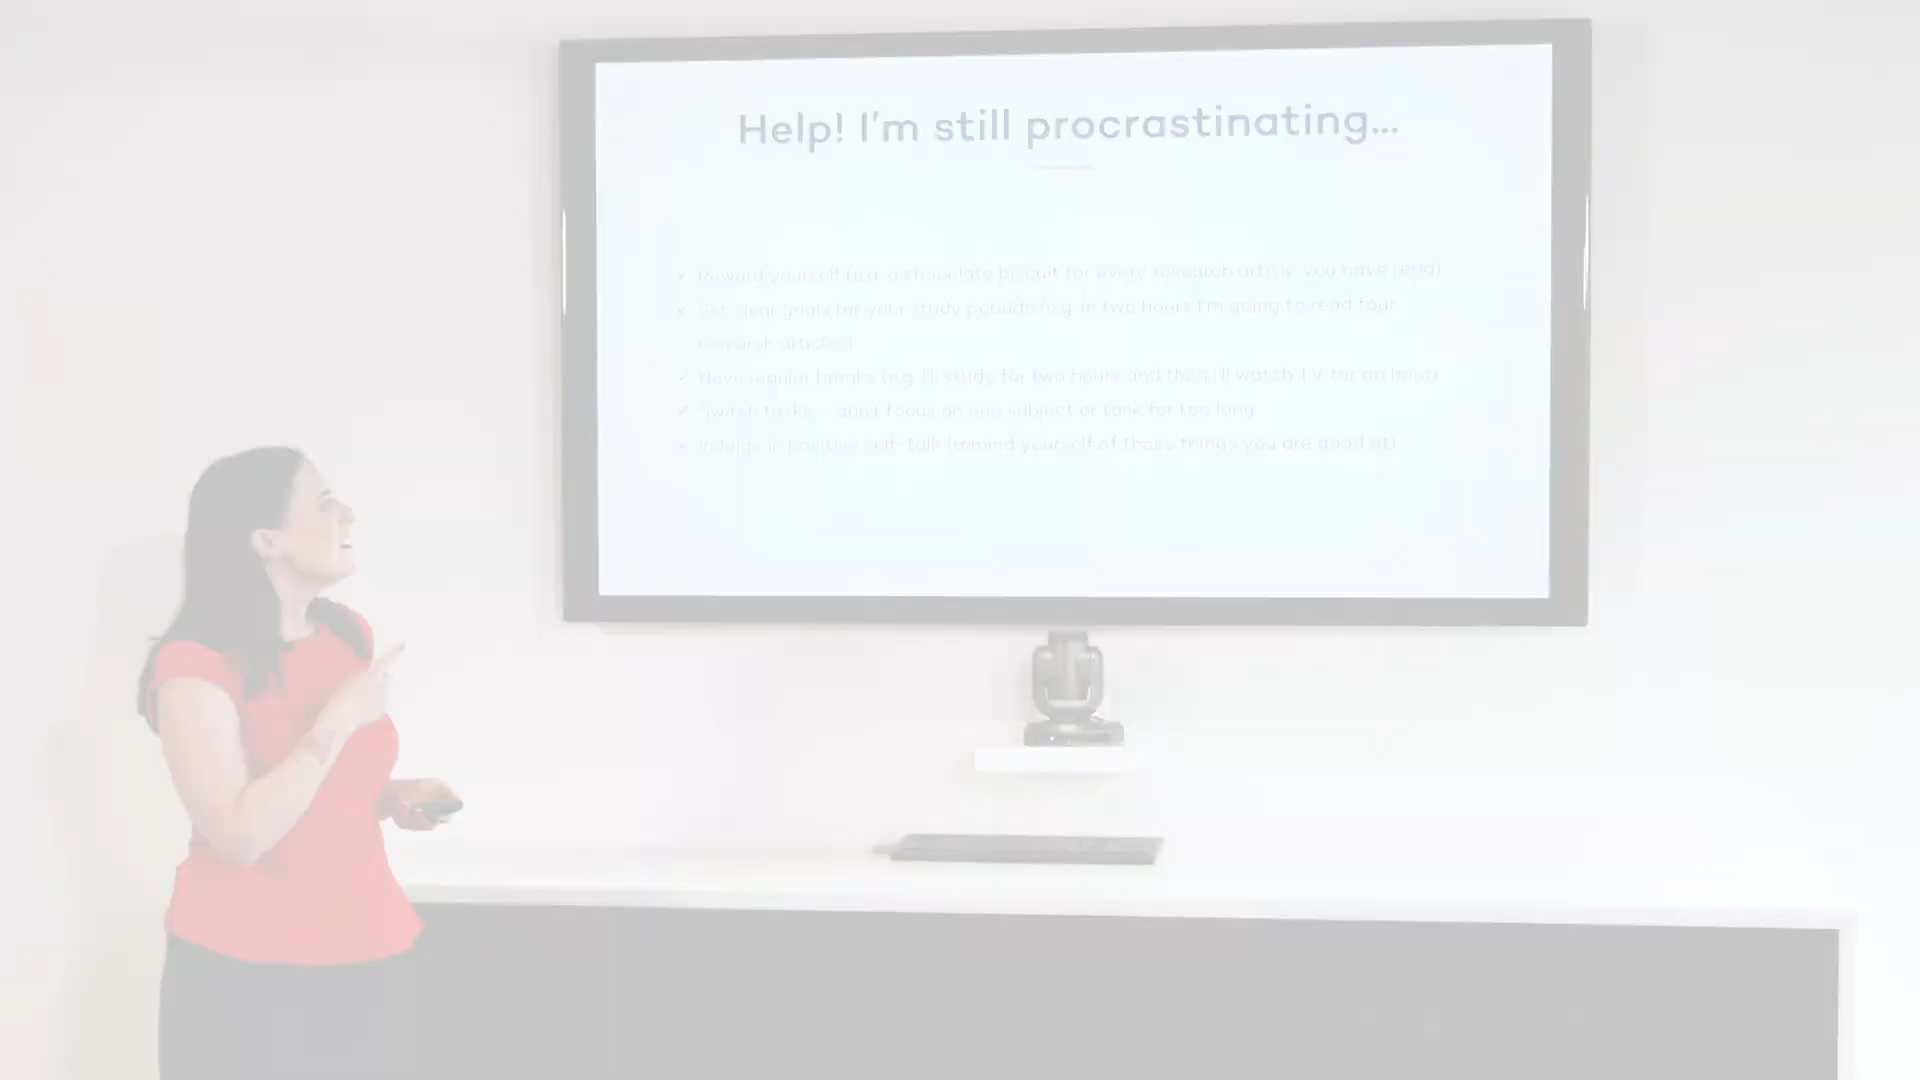 Help! I'm still procrastinating...
✓ Reward yourself (e.g. a chocolate biscuit for every research article you have read)
✓ Set clear goals for your study periods (e.g. in two hours I'm going to read four
research articles)
✓ Have regular breaks (e.g. I'll study for two hours and then I'll watch TV for an hour)
✓ Switch tasks - don't focus on one subject or task for too long
✓ Indulge in positive self-talk (remind yourself of those things you are good at)